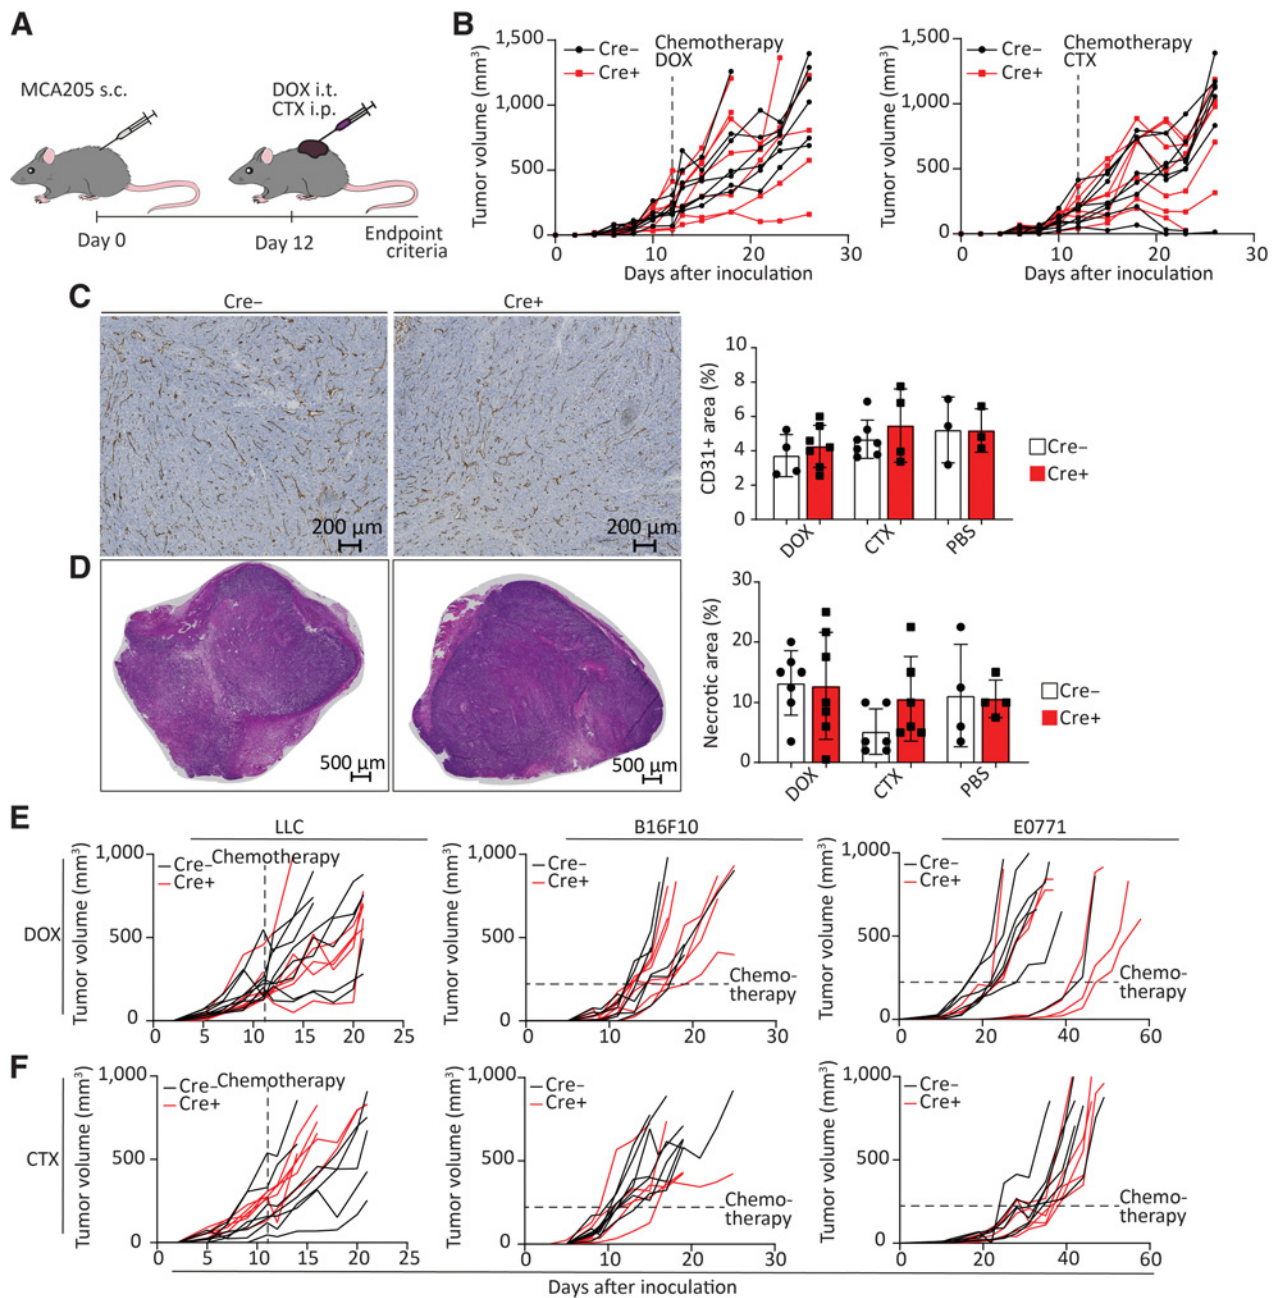 A
MCA205 s.c.
DOX i.t.
CTX i.p.
Day 0
Day 12
Endpoint
criteria
B
Tumor volume (mm³)
1,500
1,000
500
0
Cre–
Cre+
Chemotherapy
DOX
0
10
20
30
Days after inoculation
Tumor volume (mm³)
1,500
1,000
500
0
Cre–
Cre+
Chemotherapy
CTX
0
10
20
30
Days after inoculation
C
Cre–
Cre+
200 µm
200 µm
CD31+ area (%)
10
8
6
4
2
0
DOX
CTX
PBS
Cre–
Cre+
D
500 µm
500 µm
Necrotic area (%)
30
20
10
0
DOX
CTX
PBS
Cre–
Cre+
E
LLC
B16F10
E0771
DOX
Tumor volume (mm³)
1,000
500
0
Cre–
Cre+
Chemotherapy
0
5
10
15
20
25
Tumor volume (mm³)
1,000
500
0
Cre–
Cre+
Chemo-
therapy
0
10
20
30
Tumor volume (mm³)
1,000
500
0
Cre–
Cre+
Chemo-
therapy
0
20
40
60
F
CTX
Tumor volume (mm³)
1,000
500
0
Cre–
Cre+
Chemotherapy
0
5
10
15
20
25
Tumor volume (mm³)
1,000
500
0
Cre–
Cre+
Chemo-
therapy
0
10
20
30
Tumor volume (mm³)
1,000
500
0
Cre–
Cre+
Chemo-
therapy
0
20
40
60
Days after inoculation